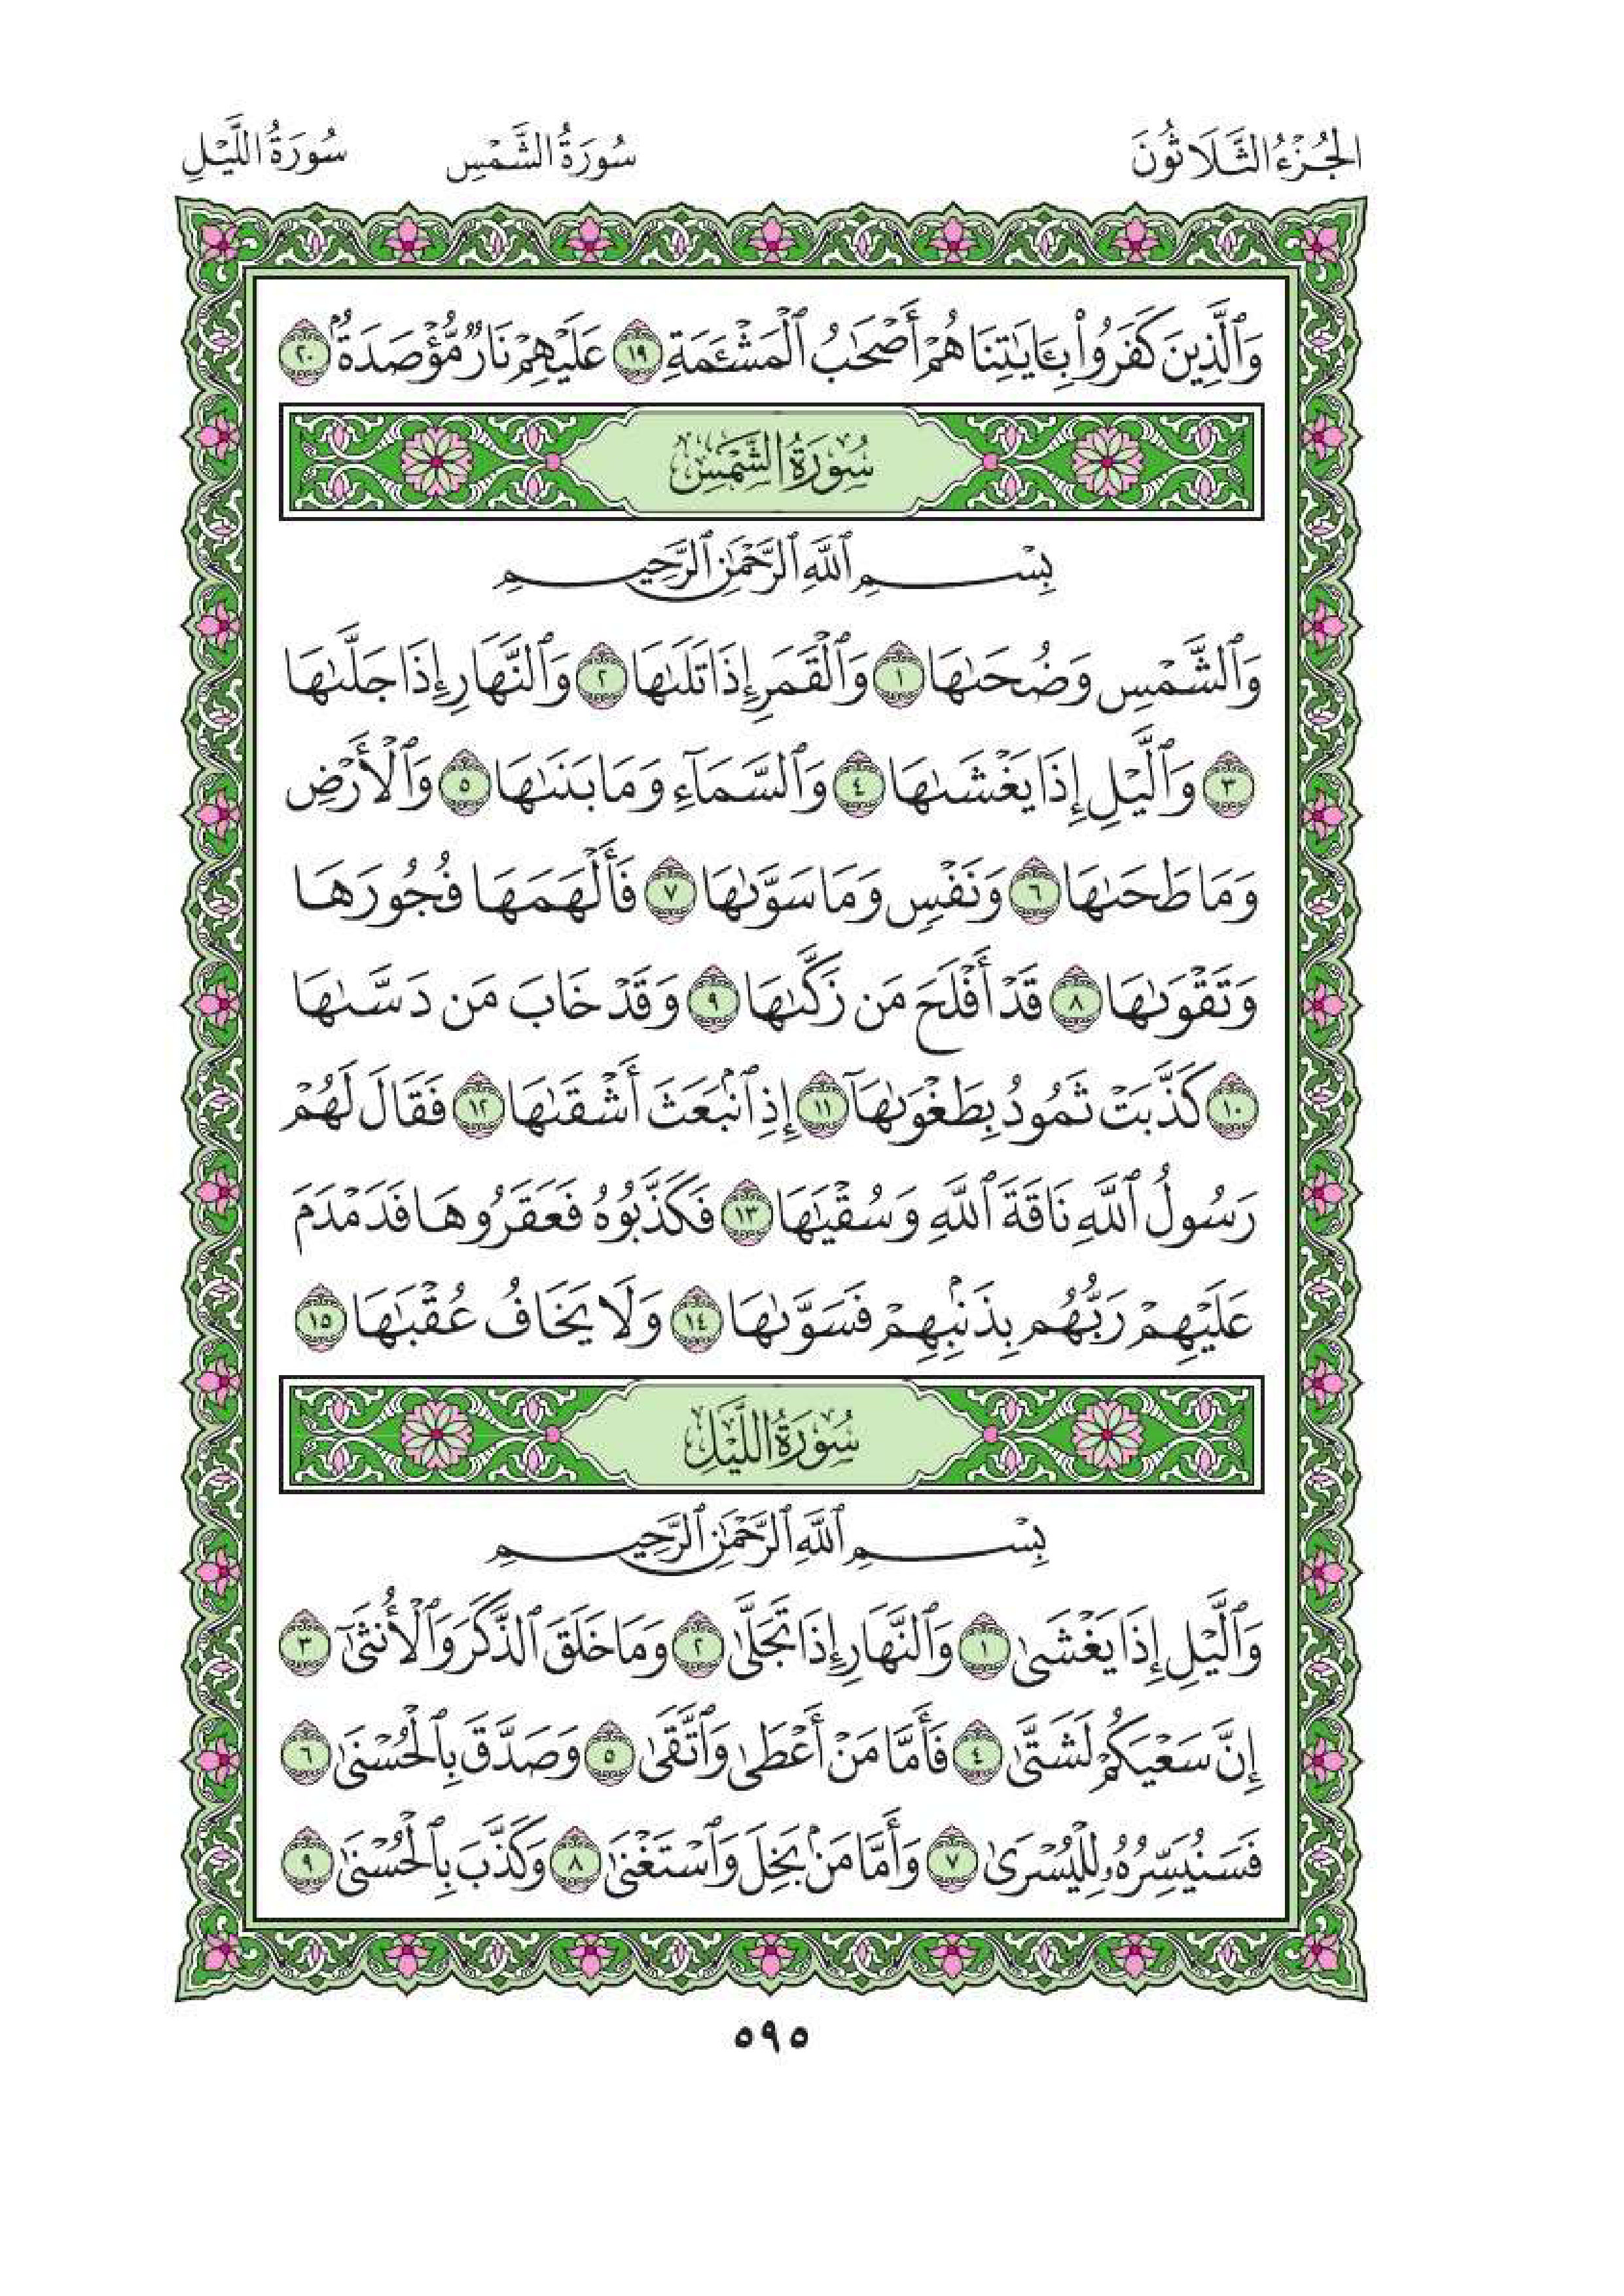 الجُزْءُ الثَّلَاثُونَ سُورَةُ الشَّمْسِ سُورَةُ اللَّيْلِ
وَٱلَّذِينَ كَفَرُوا۟ بِـَٔايَـٰتِنَا هُمْ أَصْحَـٰبُ ٱلْمَشْـَٔمَةِ ١٩ عَلَيْهِمْ نَارٌ مُّؤْصَدَةٌۢ ٢٠
سُورَةُ الشَّمْسِ
بِسْمِ ٱللَّهِ ٱلرَّحْمَـٰنِ ٱلرَّحِيمِ
وَٱلشَّمْسِ وَضُحَىٰهَا ١ وَٱلْقَمَرِ إِذَا تَلَىٰهَا ٢ وَٱلنَّهَارِ إِذَا جَلَّىٰهَا
٣ وَٱلَّيْلِ إِذَا يَغْشَىٰهَا ٤ وَٱلسَّمَآءِ وَمَا بَنَىٰهَا ٥ وَٱلْأَرْضِ
وَمَا طَحَىٰهَا ٦ وَنَفْسٍ وَمَا سَوَّىٰهَا ٧ فَأَلْهَمَهَا فُجُورَهَا
وَتَقْوَىٰهَا ٨ قَدْ أَفْلَحَ مَن زَكَّىٰهَا ٩ وَقَدْ خَابَ مَن دَسَّىٰهَا
١٠ كَذَّبَتْ ثَمُودُ بِطَغْوَىٰهَآ ١١ إِذِ ٱنۢبَعَثَ أَشْقَىٰهَا ١٢ فَقَالَ لَهُمْ
رَسُولُ ٱللَّهِ نَاقَةَ ٱللَّهِ وَسُقْيَـٰهَا ١٣ فَكَذَّبُوهُ فَعَقَرُوهَا فَدَمْدَمَ
عَلَيْهِمْ رَبُّهُم بِذَنۢبِهِمْ فَسَوَّىٰهَا ١٤ وَلَا يَخَافُ عُقْبَـٰهَا ١٥
سُورَةُ اللَّيْلِ
بِسْمِ ٱللَّهِ ٱلرَّحْمَـٰنِ ٱلرَّحِيمِ
وَٱلَّيْلِ إِذَا يَغْشَىٰ ١ وَٱلنَّهَارِ إِذَا تَجَلَّىٰ ٢ وَمَا خَلَقَ ٱلذَّكَرَ وَٱلْأُنثَىٰٓ ٣
إِنَّ سَعْيَكُمْ لَشَتَّىٰ ٤ فَأَمَّا مَنْ أَعْطَىٰ وَٱتَّقَىٰ ٥ وَصَدَّقَ بِٱلْحُسْنَىٰ ٦
فَسَنُيَسِّرُهُۥ لِلْيُسْرَىٰ ٧ وَأَمَّا مَنۢ بَخِلَ وَٱسْتَغْنَىٰ ٨ وَكَذَّبَ بِٱلْحُسْنَىٰ ٩
٥٩٥